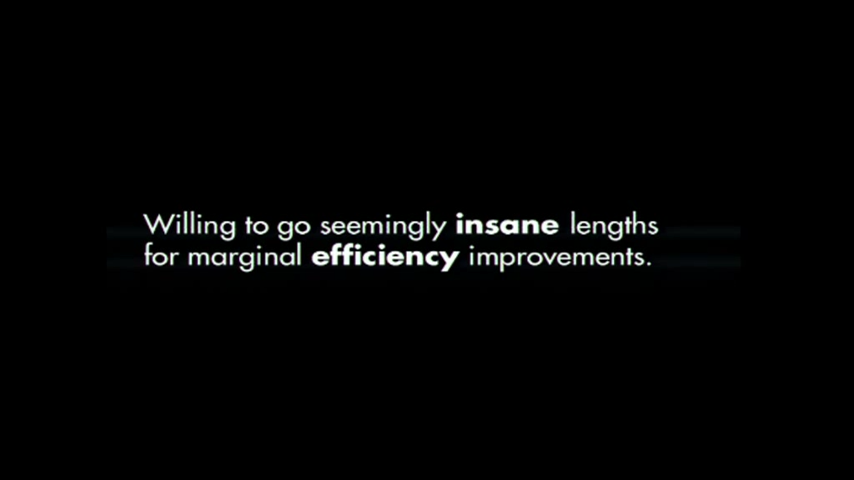 Willing to go seemingly insane lengths
for marginal efficiency improvements.